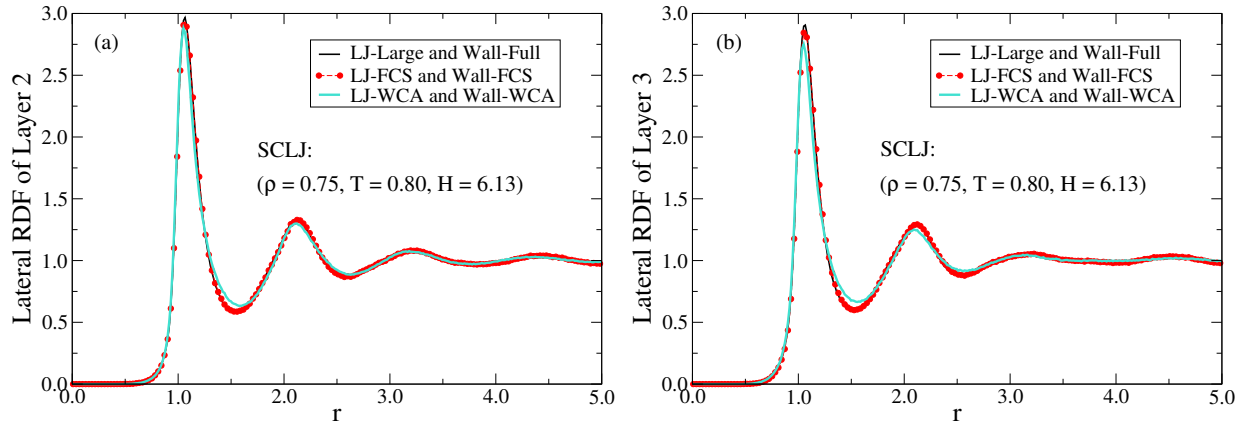 (a)
LJ-Large and Wall-Full
LJ-FCS and Wall-FCS
LJ-WCA and Wall-WCA
SCLJ:
(ρ = 0.75, T = 0.80, H = 6.13)
Lateral RDF of Layer 2
3.0
2.5
2.0
1.5
1.0
0.5
0.0
0.0 1.0 2.0 3.0 4.0 5.0
r
(b)
LJ-Large and Wall-Full
LJ-FCS and Wall-FCS
LJ-WCA and Wall-WCA
SCLJ:
(ρ = 0.75, T = 0.80, H = 6.13)
Lateral RDF of Layer 3
3.0
2.5
2.0
1.5
1.0
0.5
0.0
0.0 1.0 2.0 3.0 4.0 5.0
r